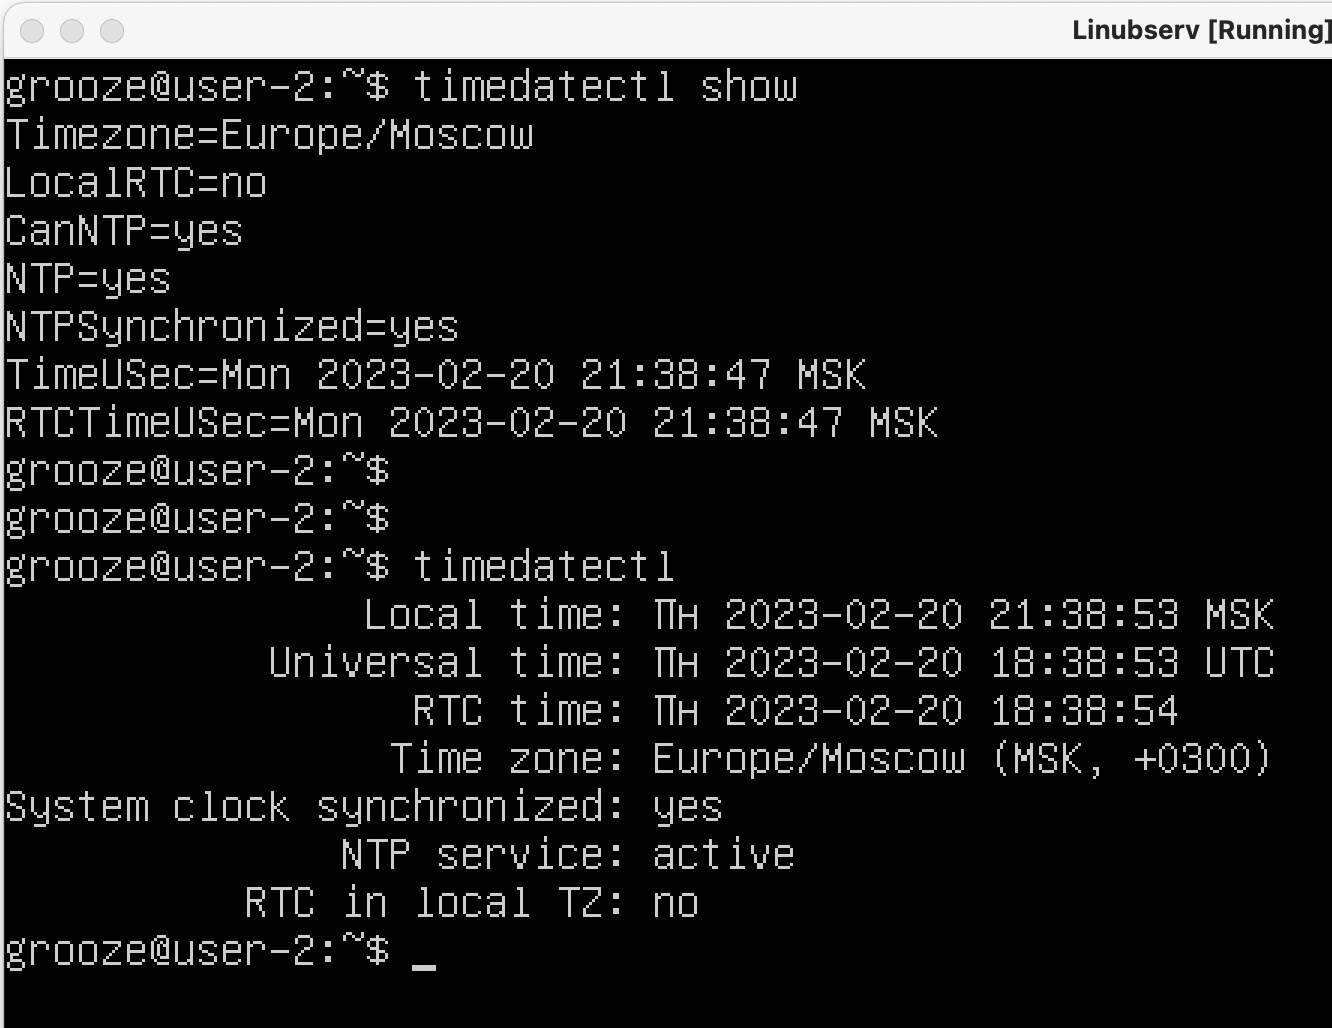 Linubserv [Running]
grooze@user-2:~$ timedatectl show
Timezone=Europe/Moscow
LocalRTC=no
CanNTP=yes
NTP=yes
NTPSynchronized=yes
TimeUSec=Mon 2023-02-20 21:38:47 MSK
RTCTimeUSec=Mon 2023-02-20 21:38:47 MSK
grooze@user-2:~$
grooze@user-2:~$
grooze@user-2:~$ timedatectl
Local time: Пн 2023-02-20 21:38:53 MSK
Universal time: Пн 2023-02-20 18:38:53 UTC
RTC time: Пн 2023-02-20 18:38:54
Time zone: Europe/Moscow (MSK, +0300)
System clock synchronized: yes
NTP service: active
RTC in local TZ: no
grooze@user-2:~$ _